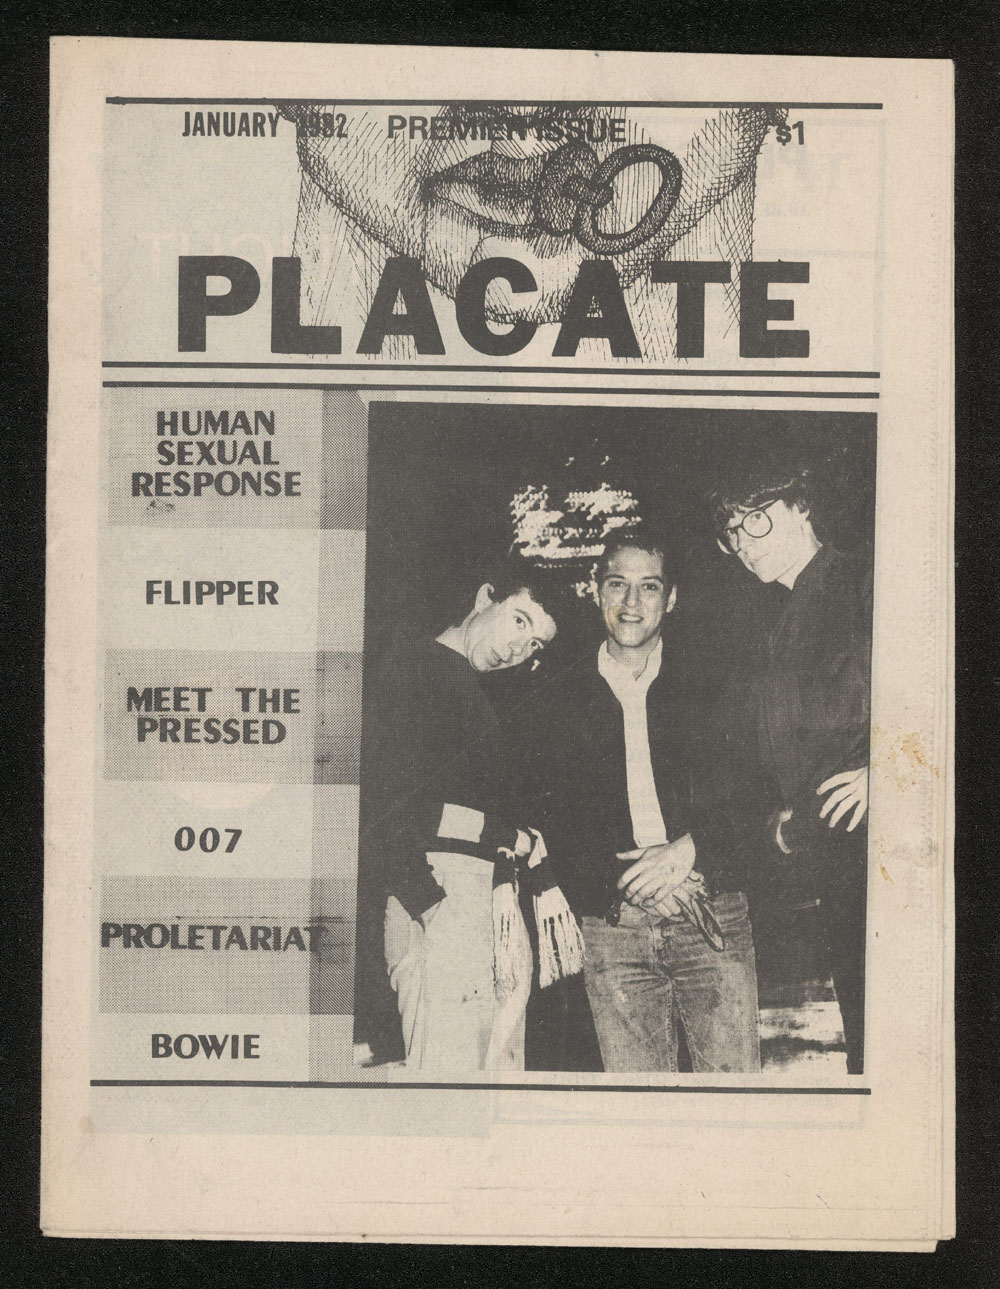 JANUARY 1982 PREMIER ISSUE $1
PLACATE
HUMAN
SEXUAL
RESPONSE
FLIPPER
MEET THE
PRESSED
007
PROLETARIAT
BOWIE